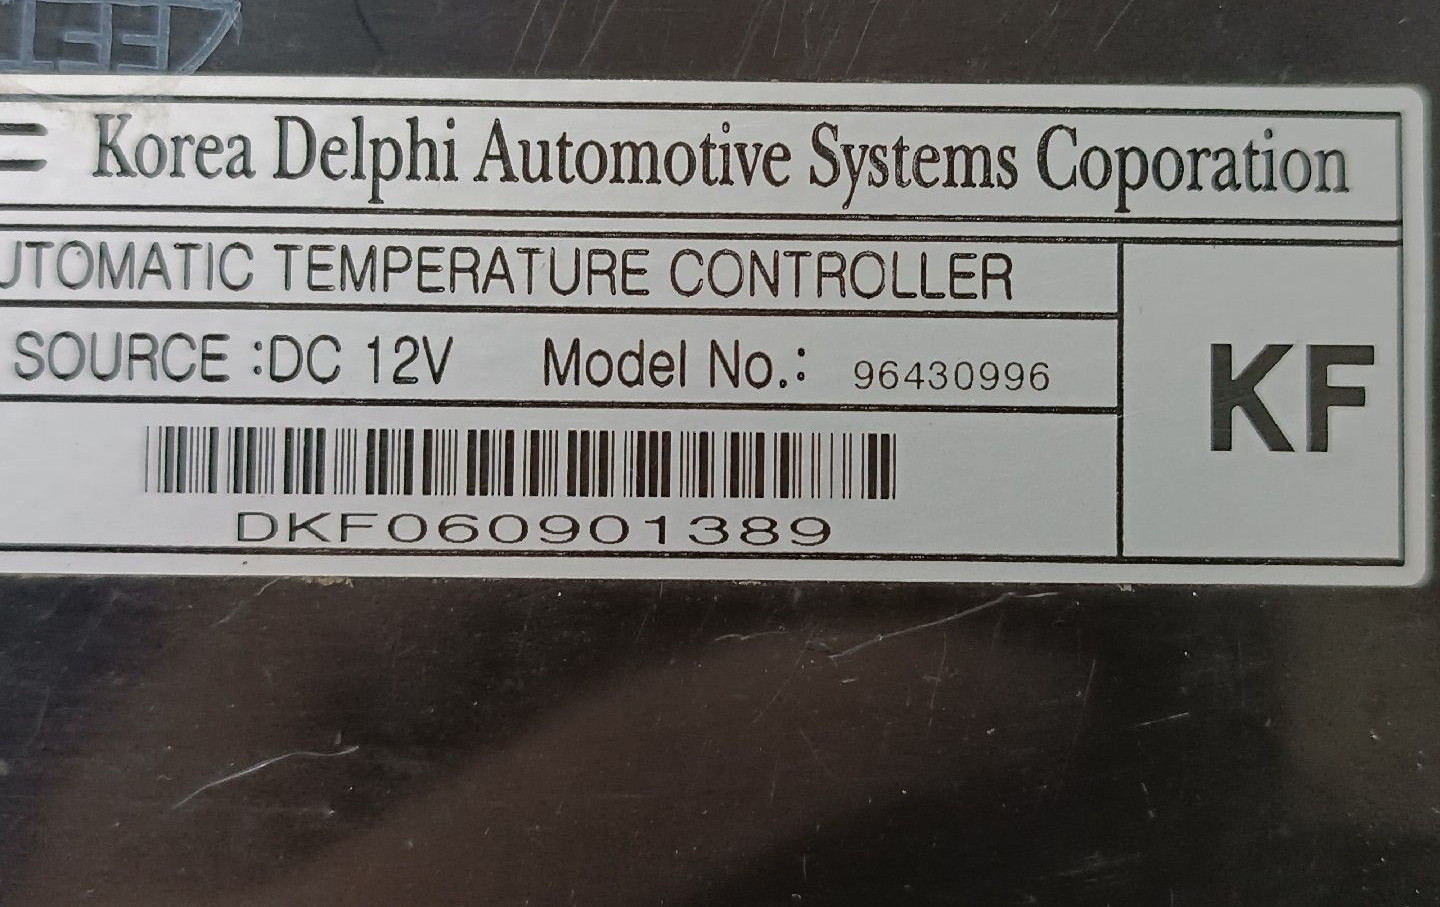 Korea Delphi Automotive Systems Coporation
UTOMATIC TEMPERATURE CONTROLLER
SOURCE :DC 12V Model No.: 96430996
KF
DKF060901389